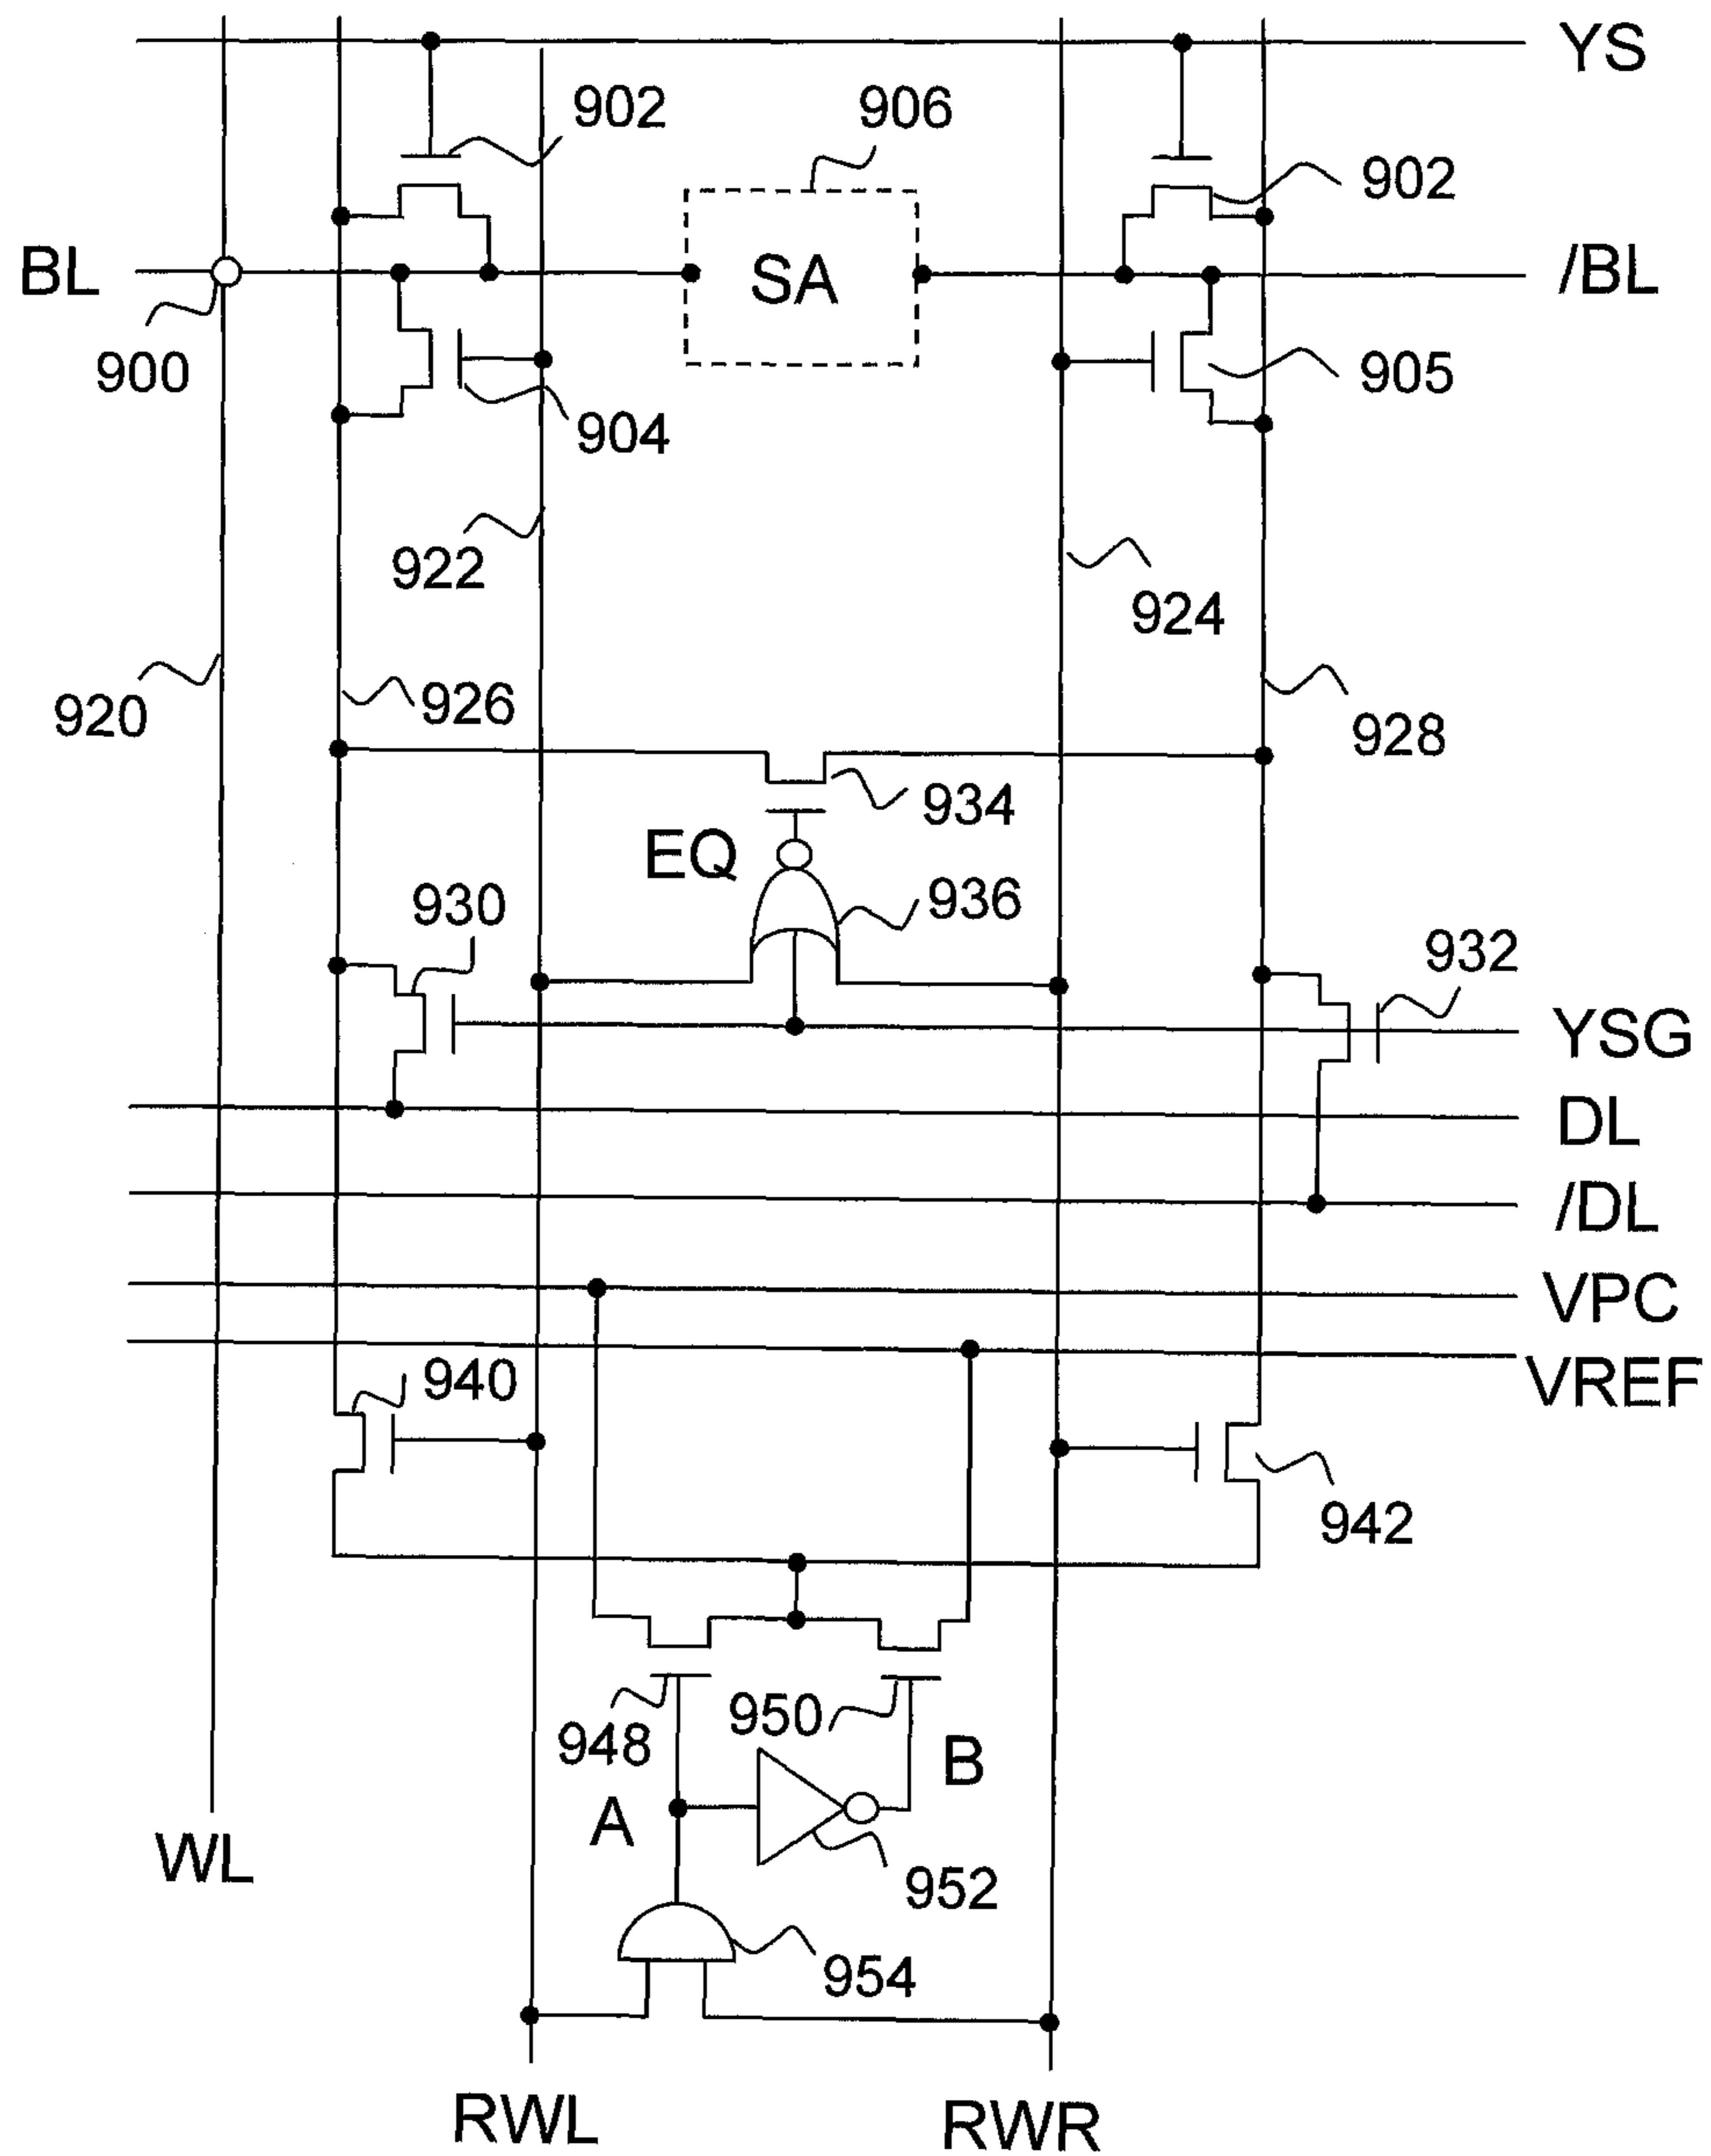 YS
902
906
902
BL
SA
/BL
900
904
905
922
924
920
926
928
934
EQ
936
930
932
YSG
DL
/DL
VPC
VREF
940
942
948
950
B
A
WL
952
954
RWL
RWR